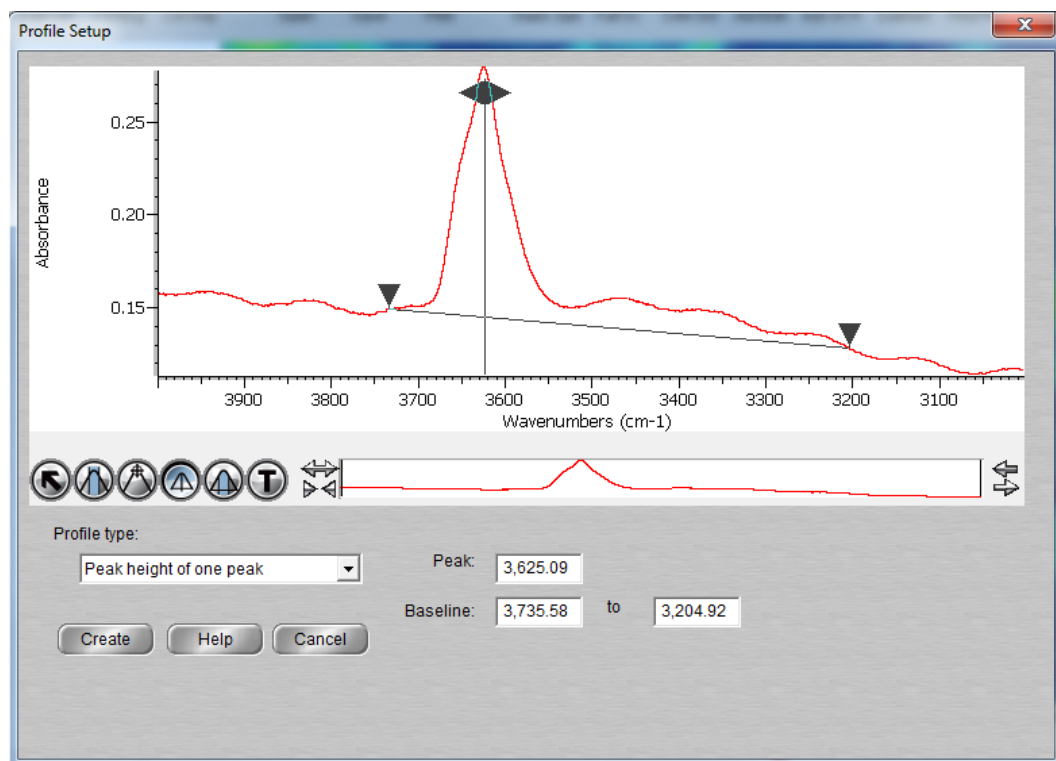 Profile Setup
X
0.25
0.20
0.15
Absorbance
3900 3800 3700 3600 3500 3400 3300 3200 3100
Wavenumbers (cm-1)
T
Profile type:
Peak height of one peak
Peak: 3,625.09
Baseline: 3,735.58 to 3,204.92
Create Help Cancel